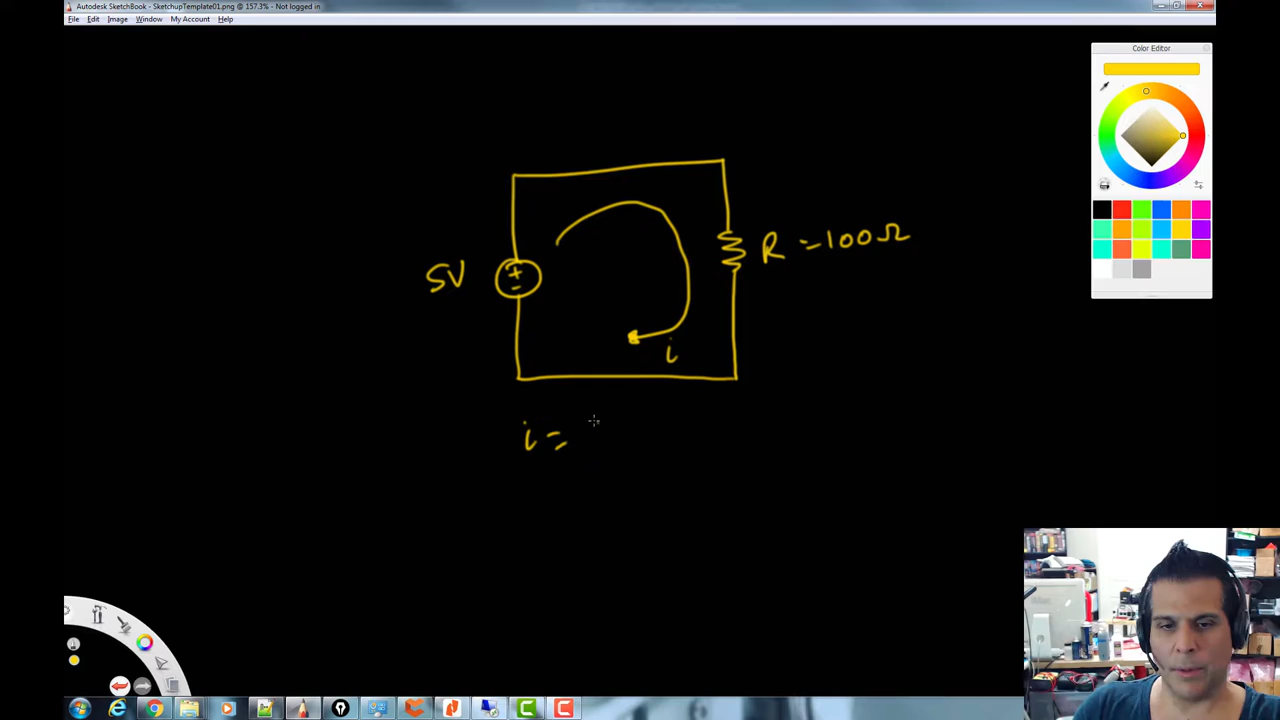 Autodesk SketchBook - SketchupTemplate01.png @ 157.3% - Not logged in
File Edit Image Window My Account Help
Color Editor
R = 100Ω
5V
+
-
i
i =